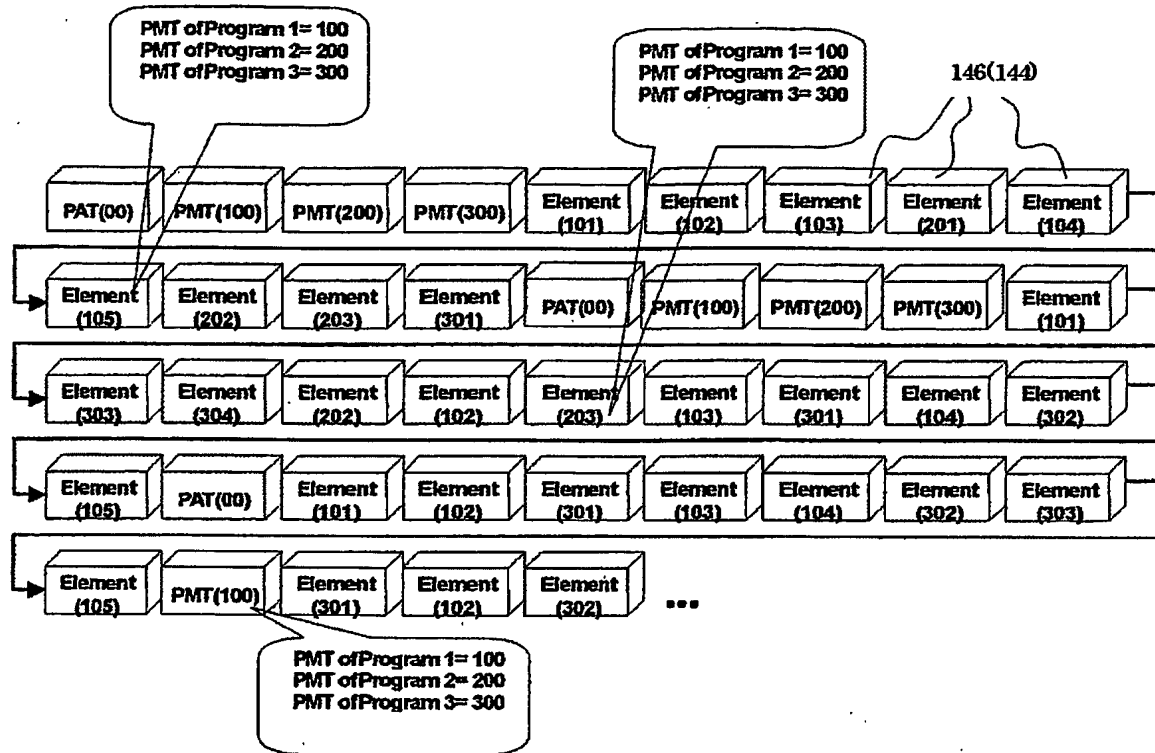 PMT of Program 1= 100
PMT of Program 2= 200
PMT of Program 3= 300
PMT of Program 1= 100
PMT of Program 2= 200
PMT of Program 3= 300
146(144)
PAT(00) PMT(100) PMT(200) PMT(300) Element (101) Element (102) Element (103) Element (201) Element (104)
Element (105) Element (202) Element (203) Element (301) PAT(00) PMT(100) PMT(200) PMT(300) Element (101)
Element (303) Element (304) Element (202) Element (102) Element (203) Element (103) Element (301) Element (104) Element (302)
Element (105) PAT(00) Element (101) Element (102) Element (301) Element (103) Element (104) Element (302) Element (303)
Element (105) PMT(100) Element (301) Element (102) Element (302) ...
PMT of Program 1= 100
PMT of Program 2= 200
PMT of Program 3= 300